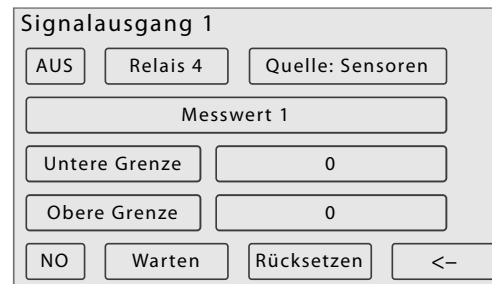 Signalausgang 1
AUS Relais 4 Quelle: Sensoren
Messwert 1
Untere Grenze 0
Obere Grenze 0
NO Warten Rücksetzen <–